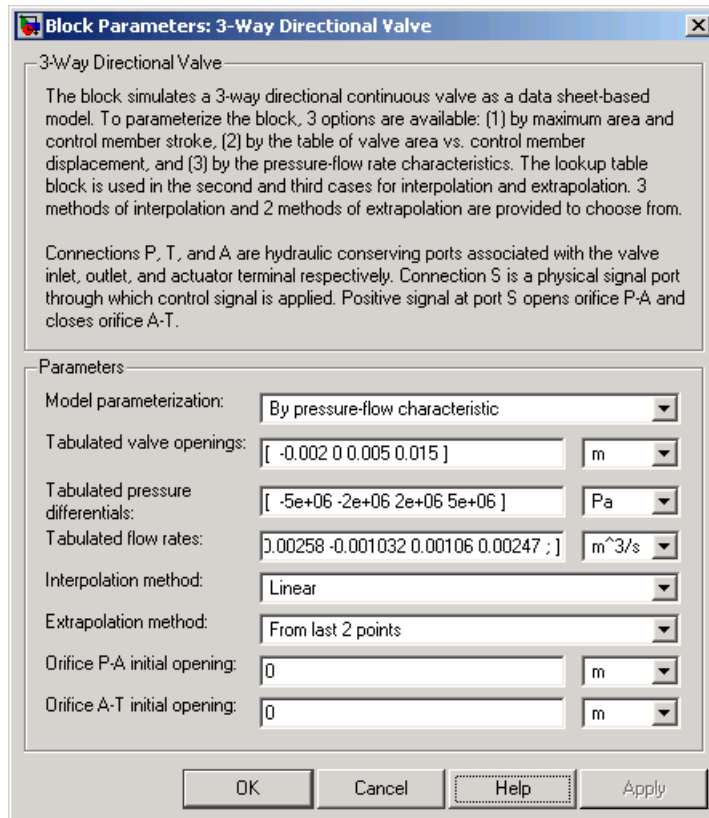 Block Parameters: 3-Way Directional Valve
3-Way Directional Valve
The block simulates a 3-way directional continuous valve as a data sheet-based
model. To parameterize the block, 3 options are available: (1) by maximum area and
control member stroke, (2) by the table of valve area vs. control member
displacement, and (3) by the pressure-flow rate characteristics. The lookup table
block is used in the second and third cases for interpolation and extrapolation. 3
methods of interpolation and 2 methods of extrapolation are provided to choose from.
Connections P, T, and A are hydraulic conserving ports associated with the valve
inlet, outlet, and actuator terminal respectively. Connection S is a physical signal port
through which control signal is applied. Positive signal at port S opens orifice P-A and
closes orifice A-T.
Parameters
Model parameterization: By pressure-flow characteristic
Tabulated valve openings: [ -0.002 0 0.005 0.015 ] m
Tabulated pressure
differentials: [ -5e+06 -2e+06 2e+06 5e+06 ] Pa
Tabulated flow rates: 0.00258 -0.001032 0.00106 0.00247 ; ] m^3/s
Interpolation method: Linear
Extrapolation method: From last 2 points
Orifice P-A initial opening: 0 m
Orifice A-T initial opening: 0 m
OK Cancel Help Apply